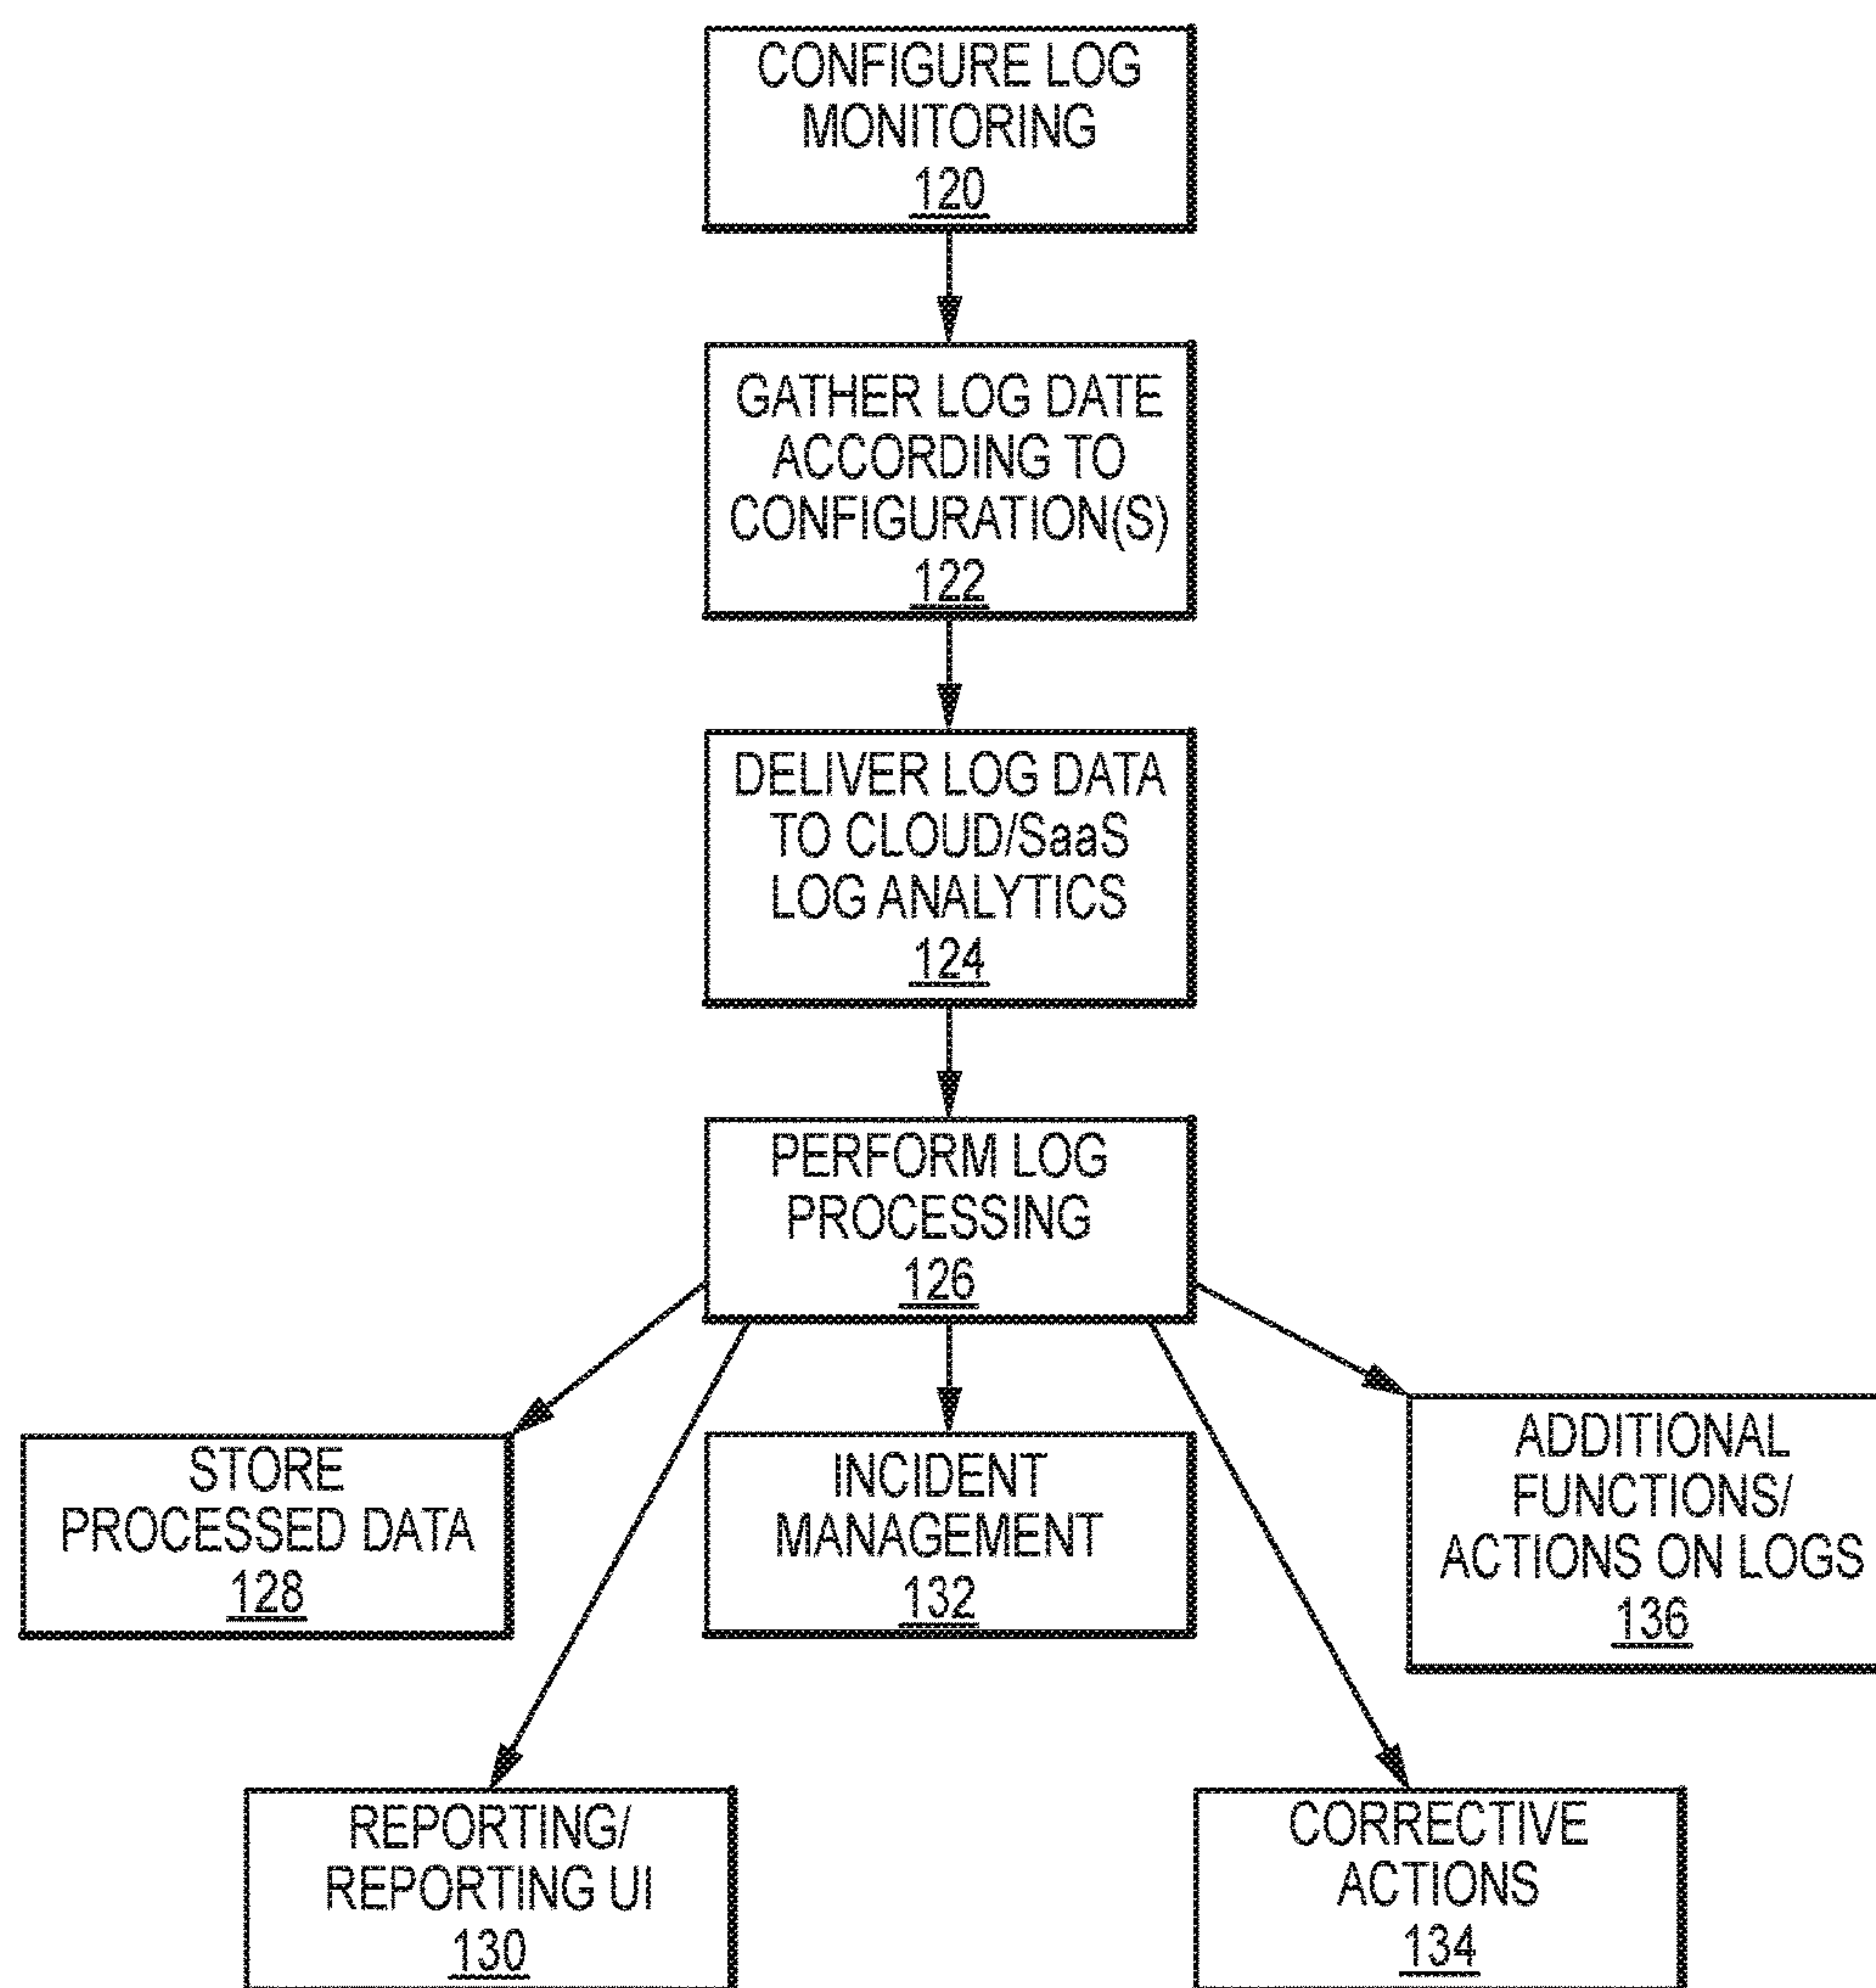 CONFIGURE LOG
MONITORING
120
GATHER LOG DATE
ACCORDING TO
CONFIGURATION(S)
122
DELIVER LOG DATA
TO CLOUD/SaaS
LOG ANALYTICS
124
PERFORM LOG
PROCESSING
126
STORE
PROCESSED DATA
128
INCIDENT
MANAGEMENT
132
ADDITIONAL
FUNCTIONS/
ACTIONS ON LOGS
136
REPORTING/
REPORTING UI
130
CORRECTIVE
ACTIONS
134